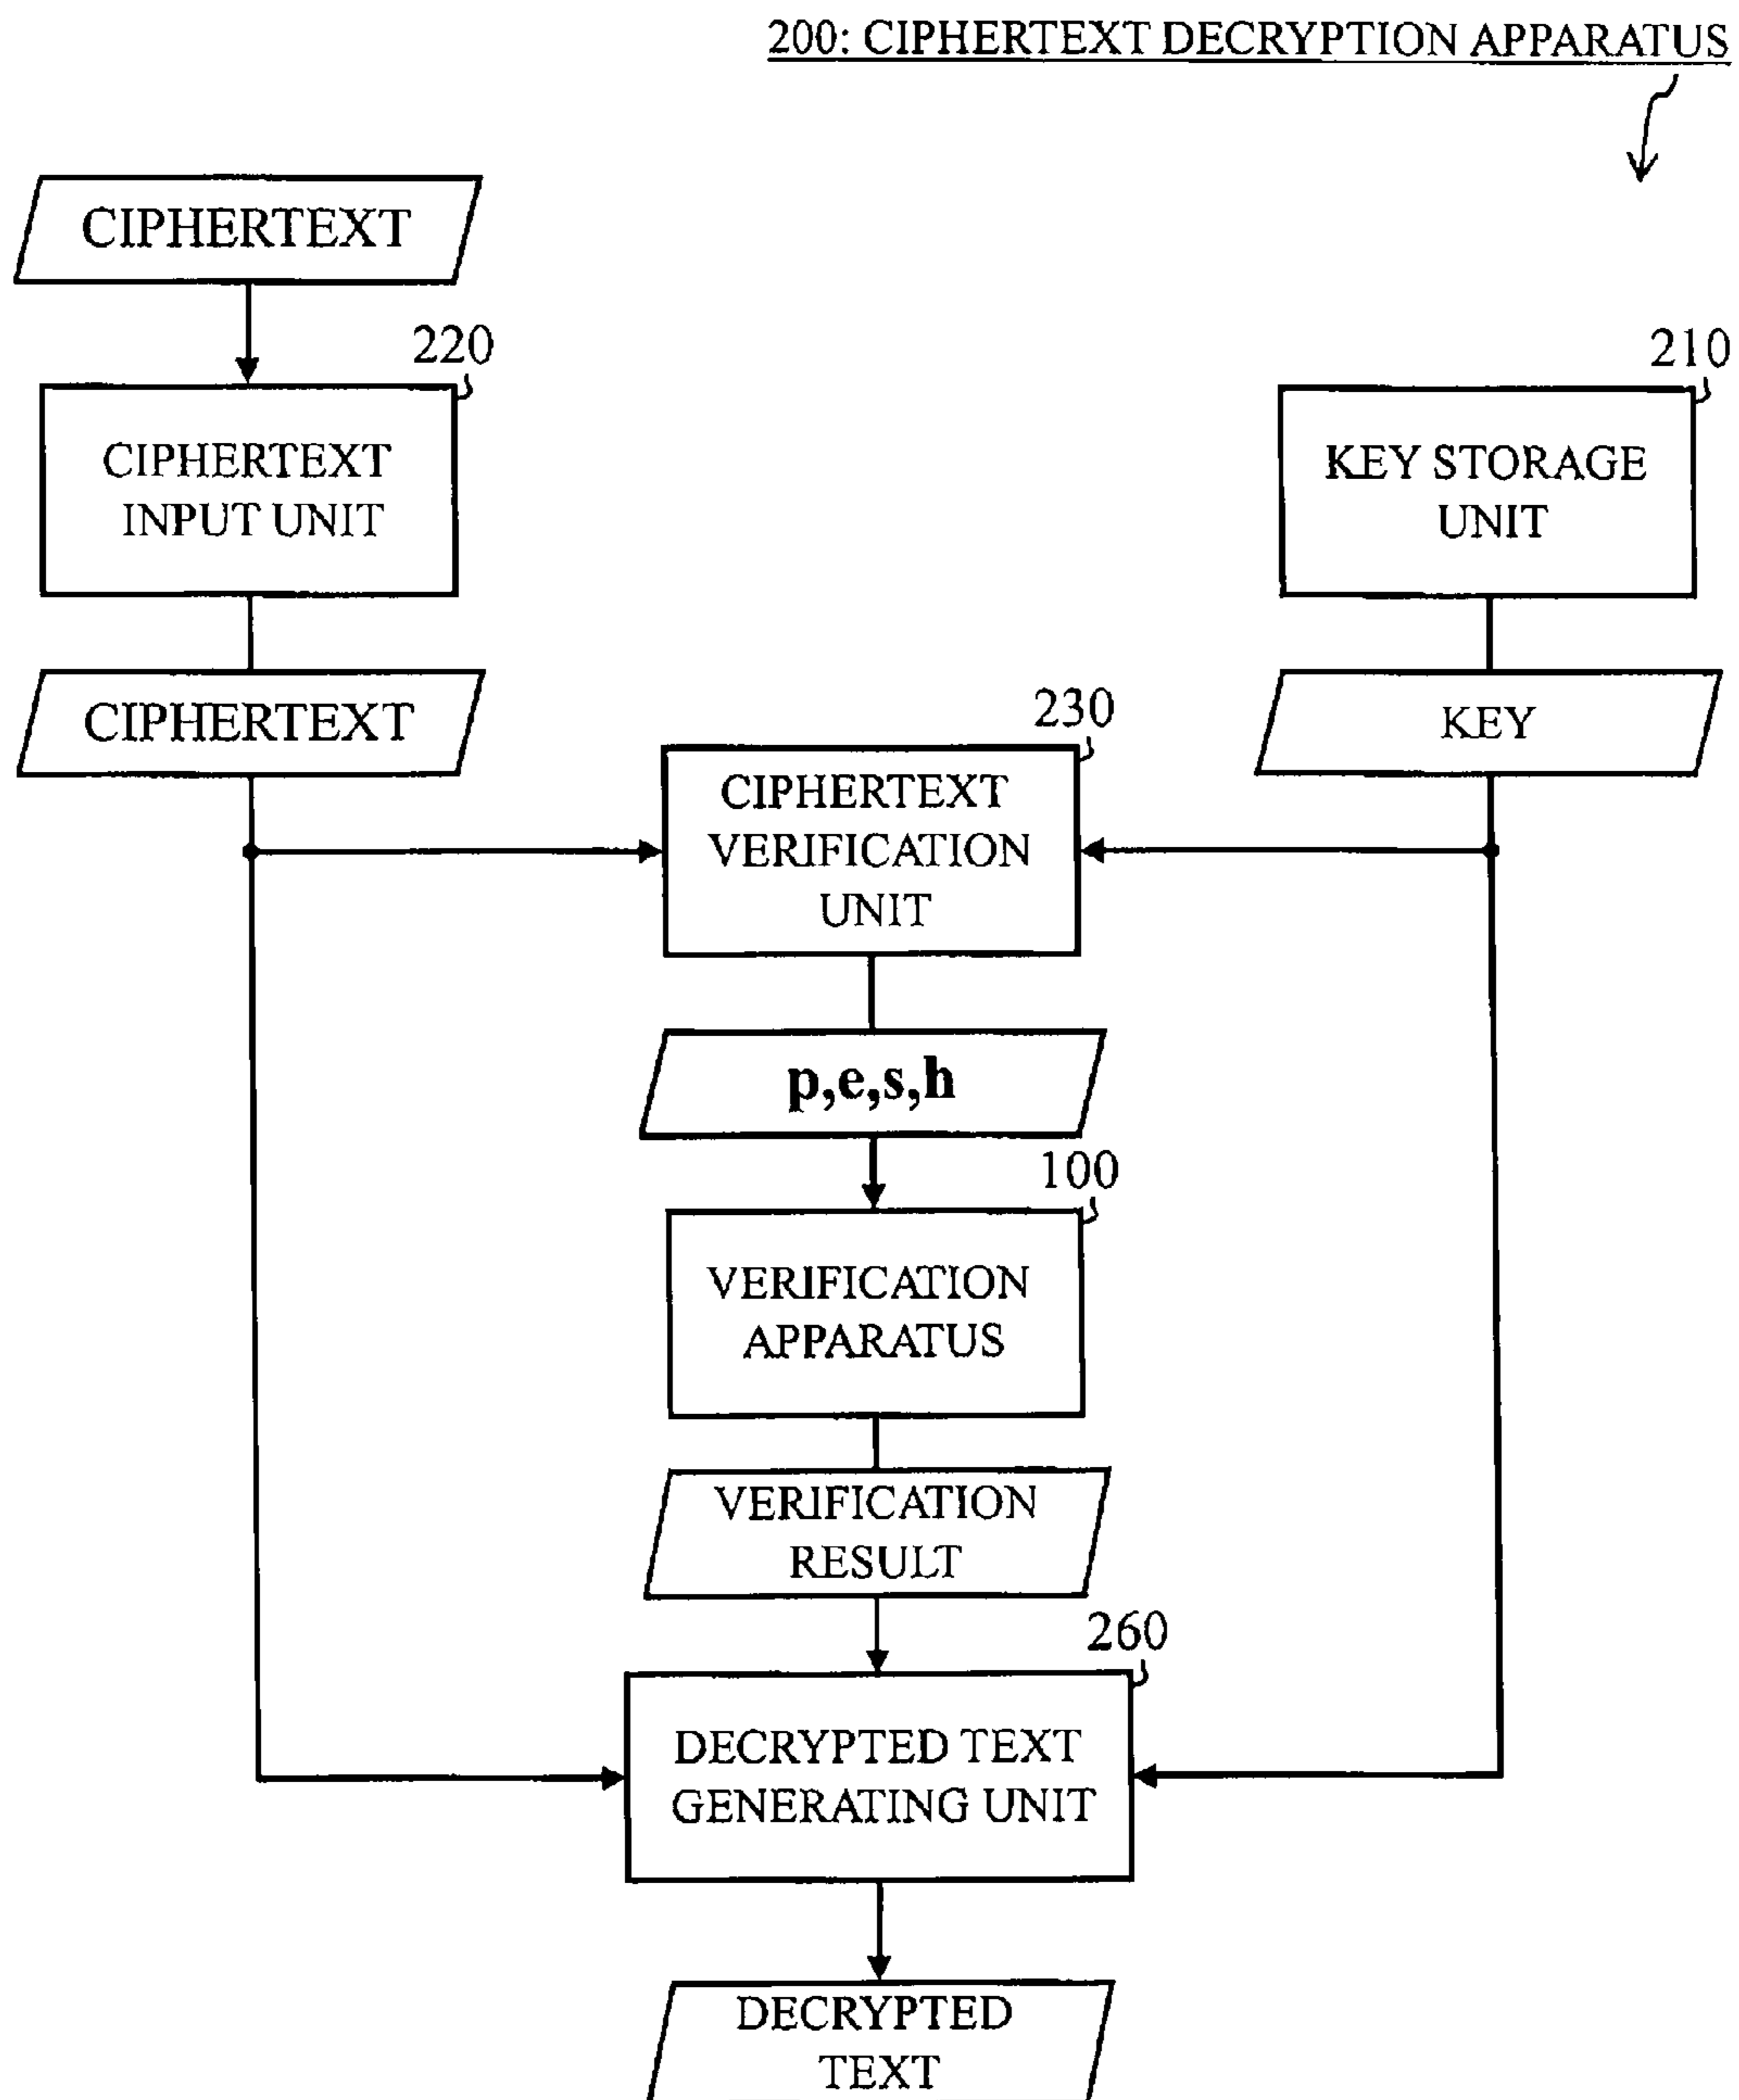 200: CIPHERTEXT DECRYPTION APPARATUS
CIPHERTEXT
220
210
CIPHERTEXT
INPUT UNIT
KEY STORAGE
UNIT
CIPHERTEXT
KEY
230
CIPHERTEXT
VERIFICATION
UNIT
p,e,s,h
100
VERIFICATION
APPARATUS
VERIFICATION
RESULT
260
DECRYPTED TEXT
GENERATING UNIT
DECRYPTED
TEXT